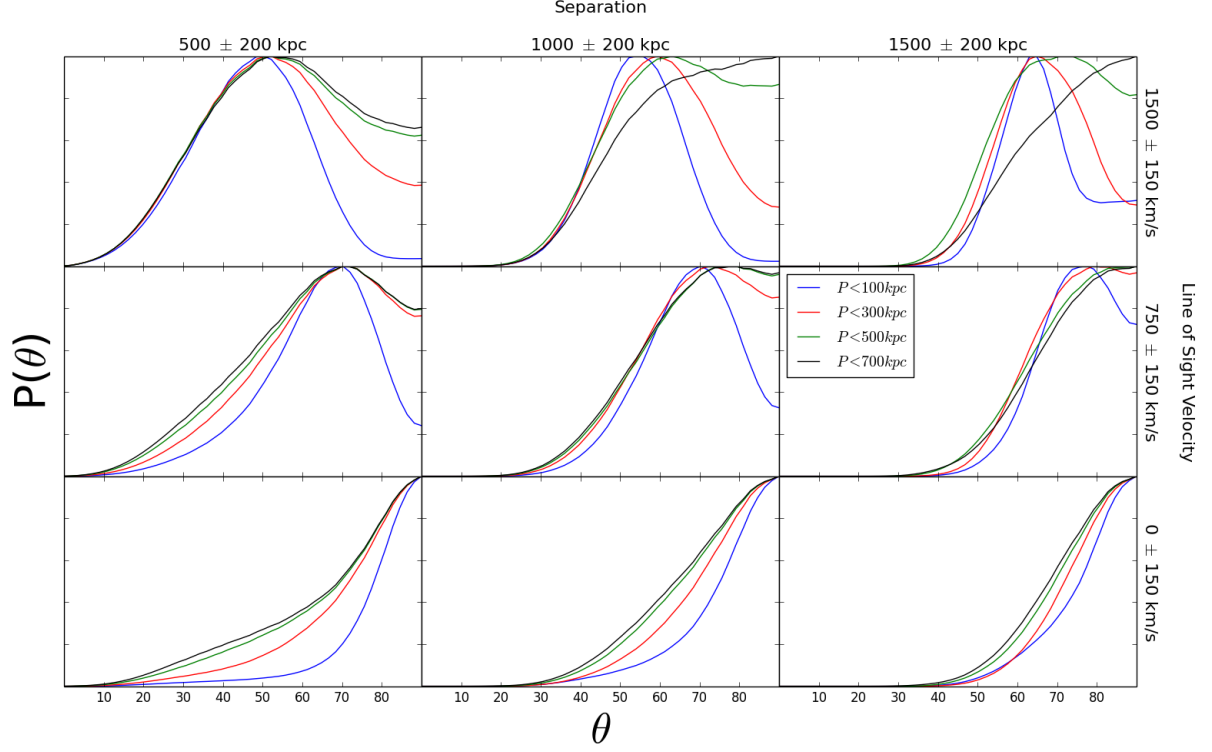 Separation
500 ± 200 kpc
1000 ± 200 kpc
1500 ± 200 kpc
1500 ± 150 km/s
750 ± 150 km/s
0 ± 150 km/s
Line of Sight Velocity
P(θ)
P<100kpc
P<300kpc
P<500kpc
P<700kpc
10 20 30 40 50 60 70 80
10 20 30 40 50 60 70 80
10 20 30 40 50 60 70 80
θ